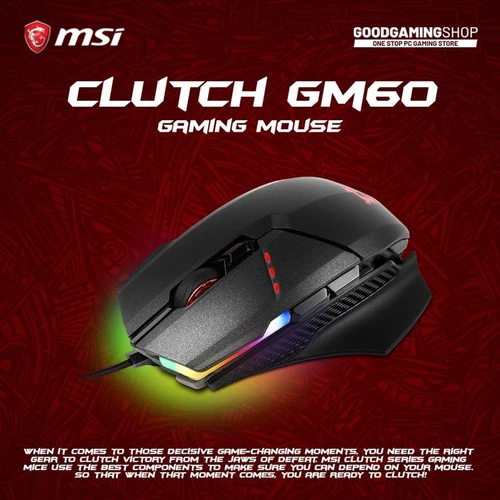 msi
GOODGAMINGSHOP
ONE STOP PC GAMING STORE
CLUTCH GM60
GAMING MOUSE
WHEN IT COMES TO THOSE DECISIVE GAME-CHANGING MOMENTS, YOU NEED THE RIGHT
GEAR TO CLUTCH VICTORY FROM THE JAWS OF DEFEAT. MSI CLUTCH SERIES GAMING
MICE USE THE BEST COMPONENTS TO MAKE SURE YOU CAN DEPEND ON YOUR MOUSE.
SO THAT WHEN THAT MOMENT COMES, YOU ARE READY TO CLUTCH!